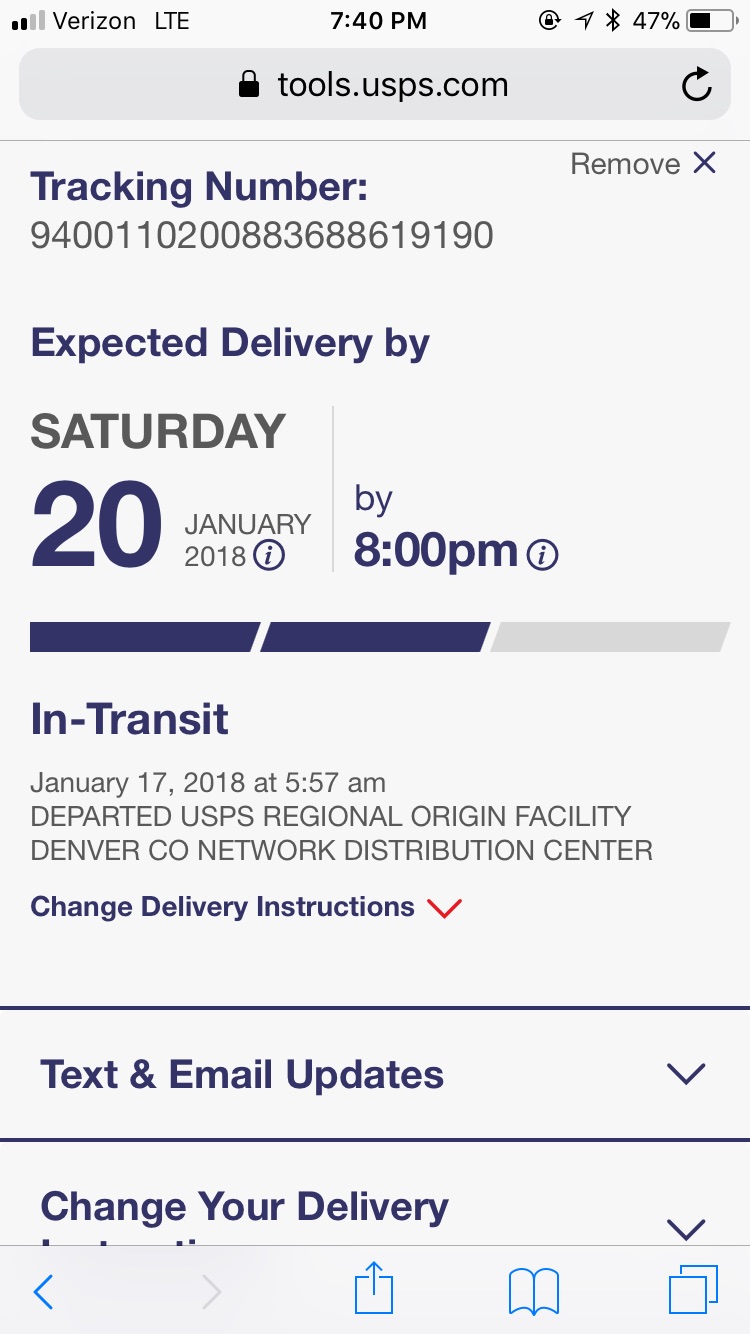 Verizon LTE 7:40 PM 47%
tools.usps.com
Remove
Tracking Number:
9400110200883688619190
Expected Delivery by
SATURDAY
20 JANUARY 2018
by
8:00pm
In-Transit
January 17, 2018 at 5:57 am
DEPARTED USPS REGIONAL ORIGIN FACILITY
DENVER CO NETWORK DISTRIBUTION CENTER
Change Delivery Instructions
Text & Email Updates
Change Your Delivery